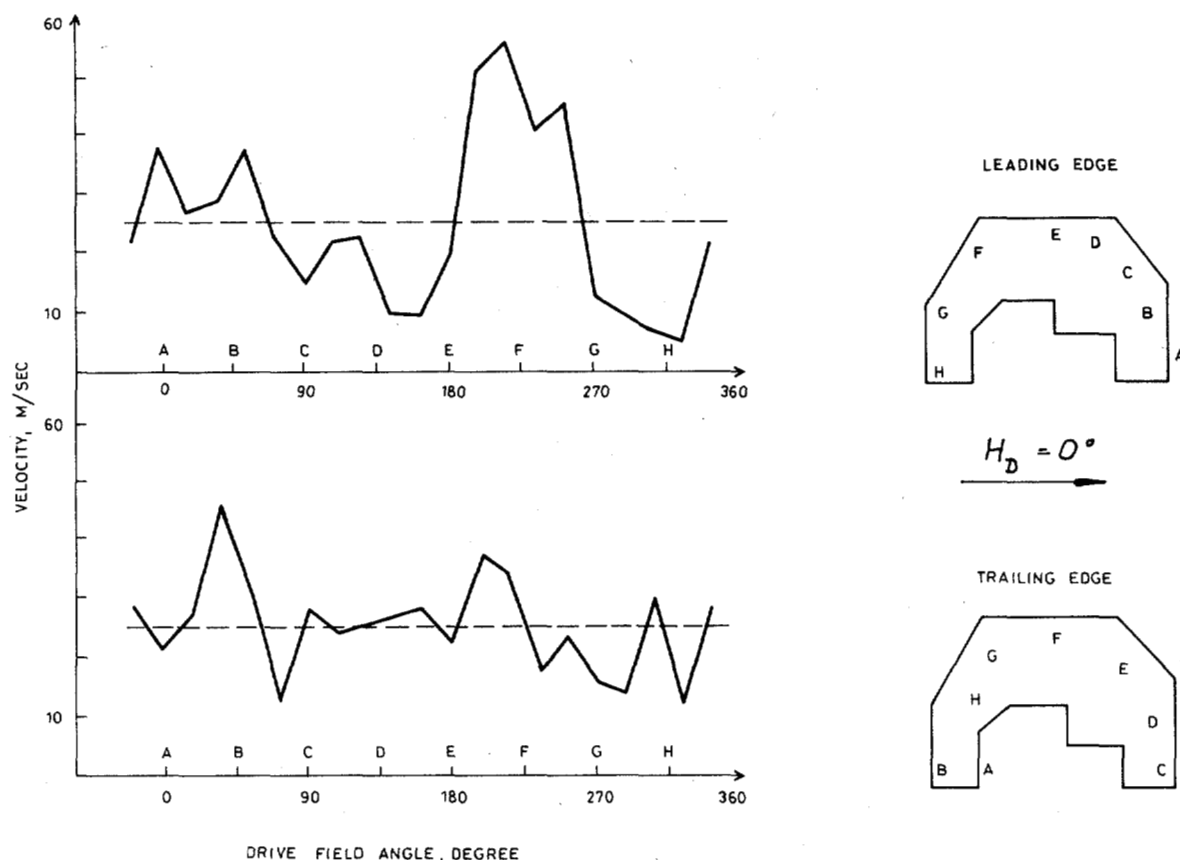 60
10
VELOCITY, M/SEC
A B C D E F G H
0 90 180 270 360
60
10
A B C D E F G H
0 90 180 270 360
DRIVE FIELD ANGLE, DEGREE
LEADING EDGE
E D
F
C
G B
A
H
H_D = 0°
TRAILING EDGE
F
G E
H
D
B A C